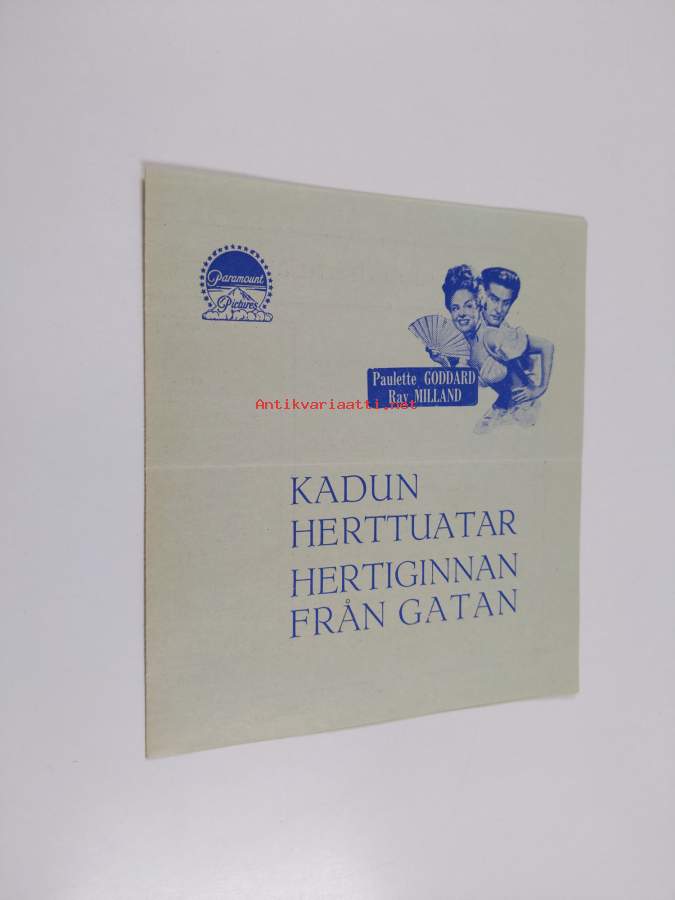 Paramount
Pictures
Paulette GODDARD
Ray MILLAND
Antikvariaatti.net
KADUN
HERTTUATAR
HERTIGINNAN
FRÅN GATAN